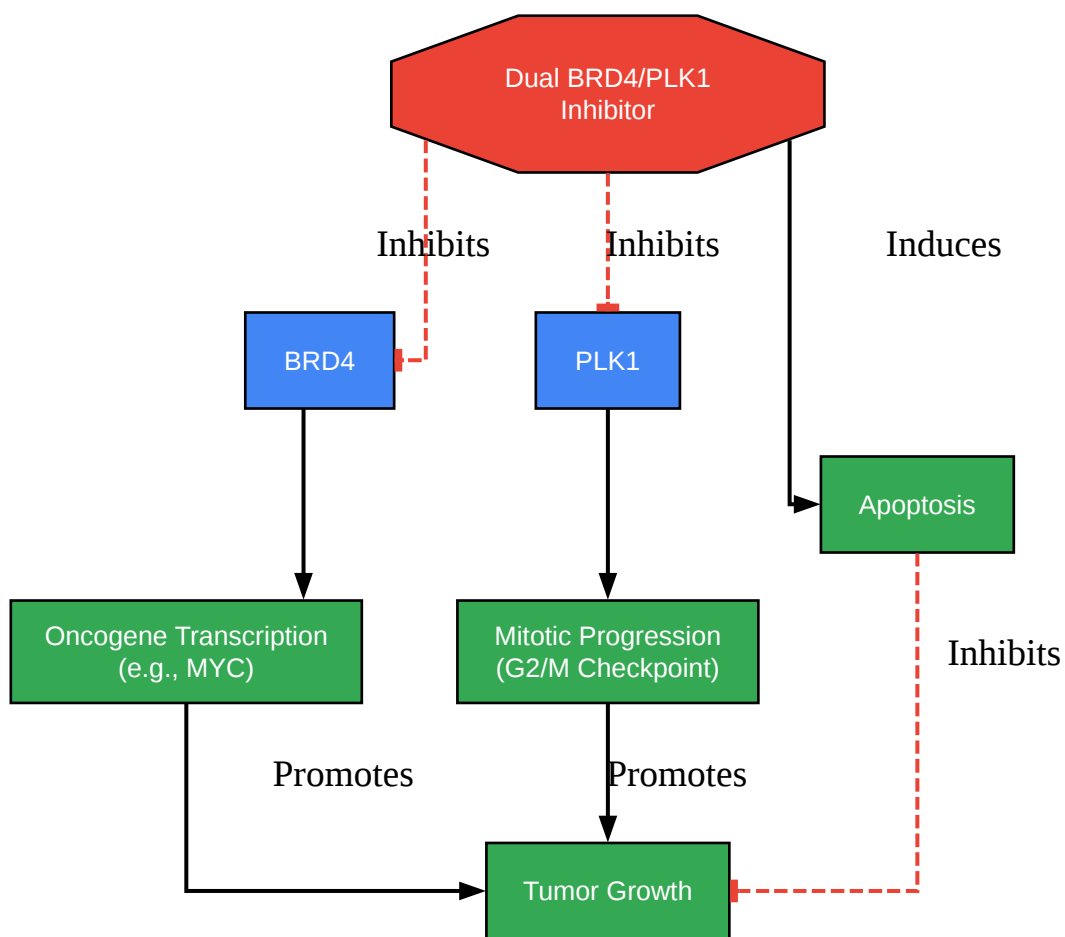 Dual BRD4/PLK1
Inhibitor
Inhibits
Inhibits
Induces
BRD4
PLK1
Apoptosis
Oncogene Transcription
(e.g., MYC)
Mitotic Progression
(G2/M Checkpoint)
Inhibits
Promotes
Promotes
Tumor Growth